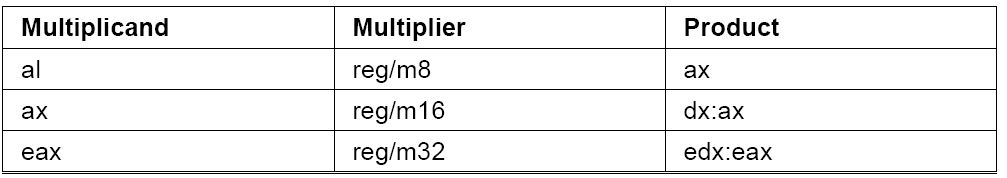 Multiplicand Multiplier Product
al reg/m8 ax
ax reg/m16 dx:ax
eax reg/m32 edx:eax